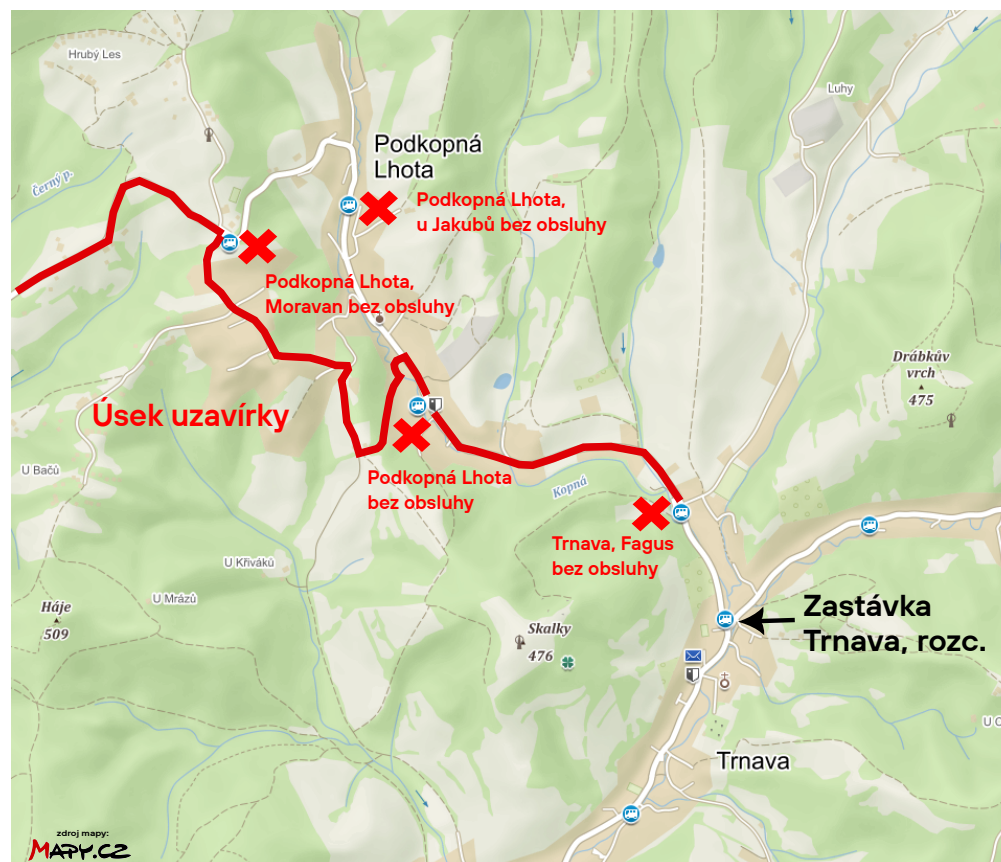 Hrubý Les
Luhy
Podkopná
Lhota
Černý p.
Podkopná Lhota,
u Jakubů bez obsluhy
Podkopná Lhota,
Moravan bez obsluhy
Drábkův
vrch
475
Úsek uzavírky
U Bačů
Podkopná Lhota
bez obsluhy
Kopná
Trnava, Fagus
bez obsluhy
U Křiváků
U Mrázů
Háje
509
Zastávka
Trnava, rozc.
Skalky
476
Trnava
zdroj mapy:
MAPY.CZ